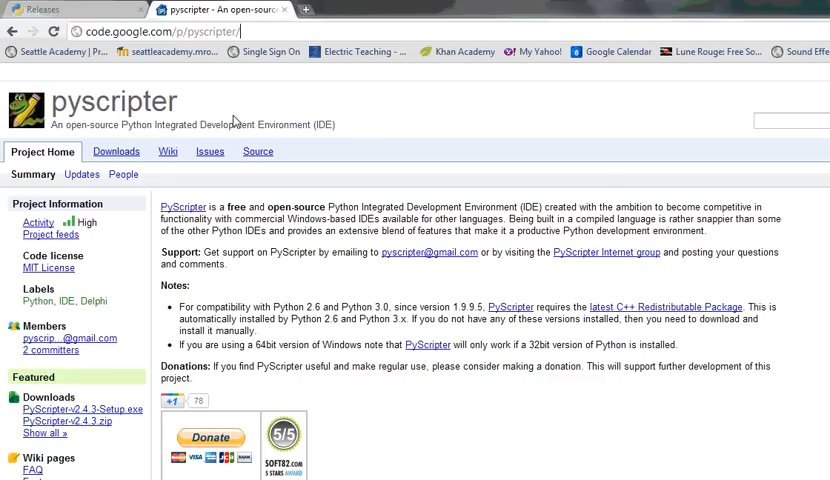 Releases
pyscripter - An open-source
code.google.com/p/pyscripter/
Seattle Academy | Pr...
seattleacademy.mro...
Single Sign On
Electric Teaching - ...
Khan Academy
My Yahoo!
Google Calendar
Lune Rouge: Free So...
Sound Effe
pyscripter
An open-source Python Integrated Development Environment (IDE)
Project Home
Downloads
Wiki
Issues
Source
Summary
Updates
People
Project Information
Activity High
Project feeds
Code license
MIT License
Labels
Python, IDE, Delphi
Members
pyscrip...@gmail.com
2 committers
Featured
Downloads
PyScripter-v2.4.3-Setup.exe
PyScripter-v2.4.3.zip
Show all »
Wiki pages
FAQ
PyScripter is a free and open-source Python Integrated Development Environment (IDE) created with the ambition to become competitive in
functionality with commercial Windows-based IDEs available for other languages. Being built in a compiled language is rather snappier than some
of the other Python IDEs and provides an extensive blend of features that make it a productive Python development environment.
Support: Get support on PyScripter by emailing to pyscripter@gmail.com or by visiting the PyScripter Internet group and posting your questions
and comments.
Notes:
• For compatibility with Python 2.6 and Python 3.0, since version 1.9.9.5, PyScripter requires the latest C++ Redistributable Package. This is
automatically installed by Python 2.6 and Python 3.x. If you do not have any of these versions installed, then you need to download and
install it manually.
• If you are using a 64bit version of Windows note that PyScripter will only work if a 32bit version of Python is installed.
Donations: If you find PyScripter useful and make regular use, please consider making a donation. This will support further development of this
project.
+1 78
Donate
VISA
5/5
SOFT82.COM
5 STARS AWARD